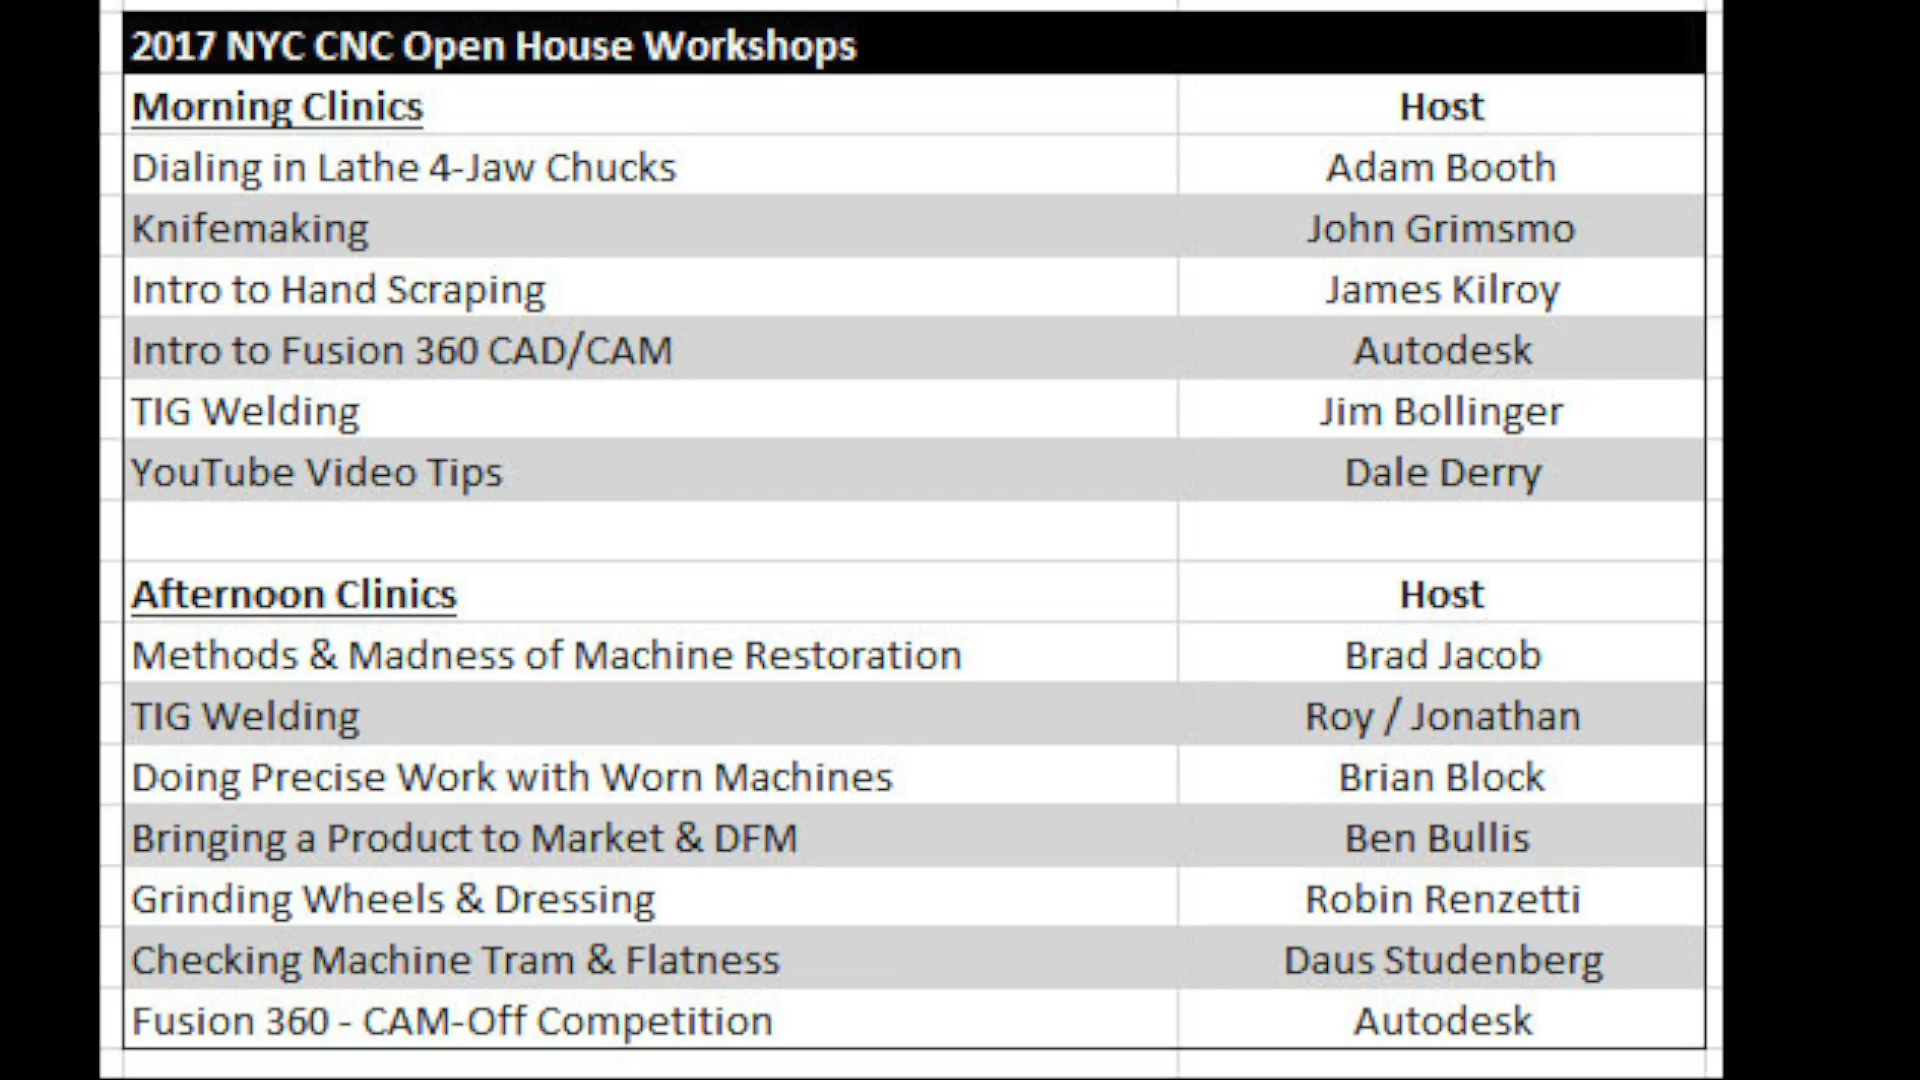 2017 NYC CNC Open House Workshops
Morning Clinics Host
Dialing in Lathe 4-Jaw Chucks Adam Booth
Knifemaking John Grimsmo
Intro to Hand Scraping James Kilroy
Intro to Fusion 360 CAD/CAM Autodesk
TIG Welding Jim Bollinger
YouTube Video Tips Dale Derry
Afternoon Clinics Host
Methods & Madness of Machine Restoration Brad Jacob
TIG Welding Roy / Jonathan
Doing Precise Work with Worn Machines Brian Block
Bringing a Product to Market & DFM Ben Bullis
Grinding Wheels & Dressing Robin Renzetti
Checking Machine Tram & Flatness Daus Studenberg
Fusion 360 - CAM-Off Competition Autodesk